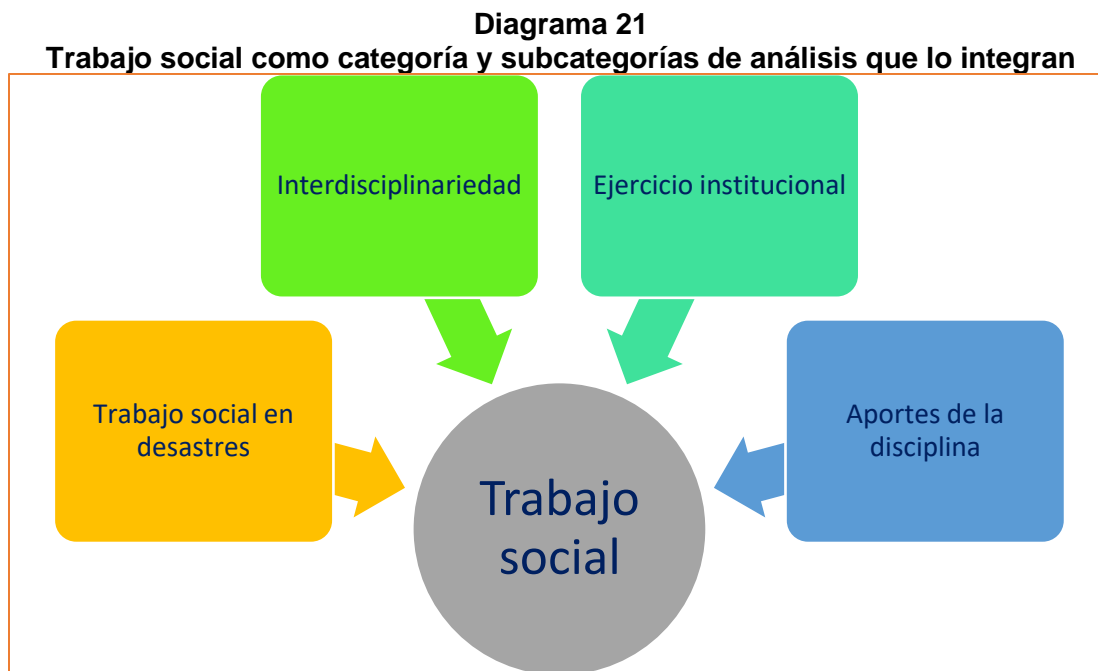 Diagrama 21
Trabajo social como categoría y subcategorías de análisis que lo integran
Interdisciplinariedad
Ejercicio institucional
Trabajo social en
desastres
Aportes de la
disciplina
Trabajo
social